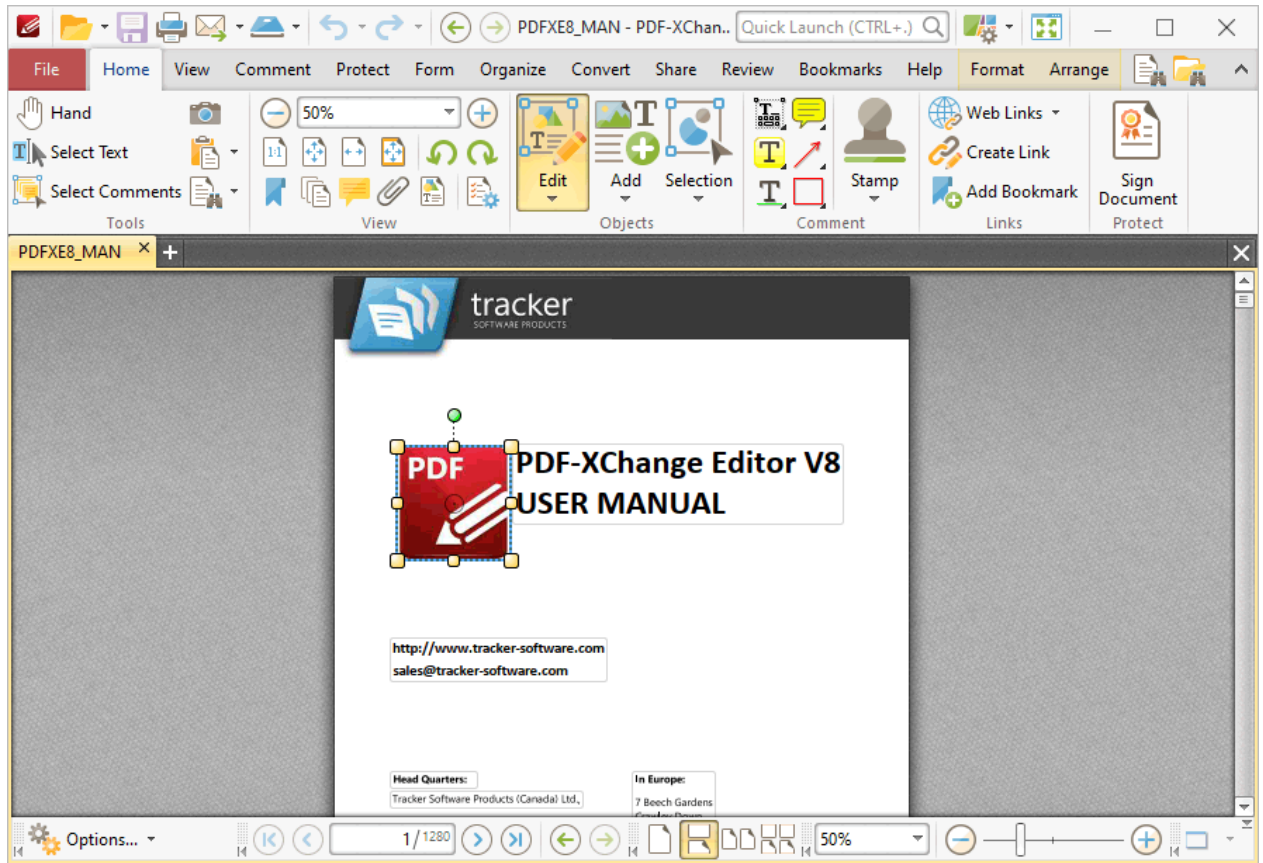 PDFXE8_MAN - PDF-XChan..
Quick Launch (CTRL+.)
File Home View Comment Protect Form Organize Convert Share Review Bookmarks Help Format Arrange
Hand
50%
Select Text
1:1
Select Comments
Edit
Add
Selection
Stamp
Web Links
Create Link
Add Bookmark
Sign
Document
Tools View Objects Comment Links Protect
PDFXE8_MAN
tracker
SOFTWARE PRODUCTS
PDF
PDF-XChange Editor V8
USER MANUAL
http://www.tracker-software.com
sales@tracker-software.com
Head Quarters:
Tracker Software Products (Canada) Ltd.,
In Europe:
7 Beech Gardens
Crawley Down
Options...
1/1280
50%